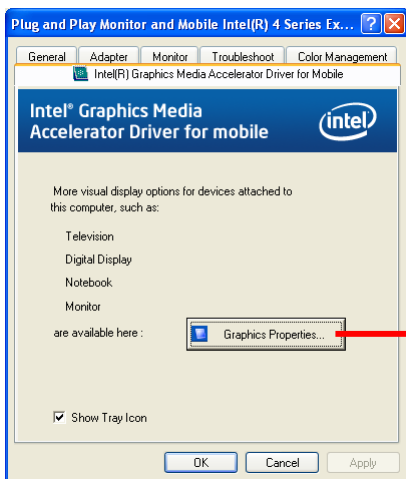 Plug and Play Monitor and Mobile Intel(R) 4 Series Ex...
General Adapter Monitor Troubleshoot Color Management
Intel(R) Graphics Media Accelerator Driver for Mobile
Intel® Graphics Media
Accelerator Driver for mobile
intel
More visual display options for devices attached to
this computer, such as:
Television
Digital Display
Notebook
Monitor
are available here :
Graphics Properties...
Show Tray Icon
OK Cancel Apply